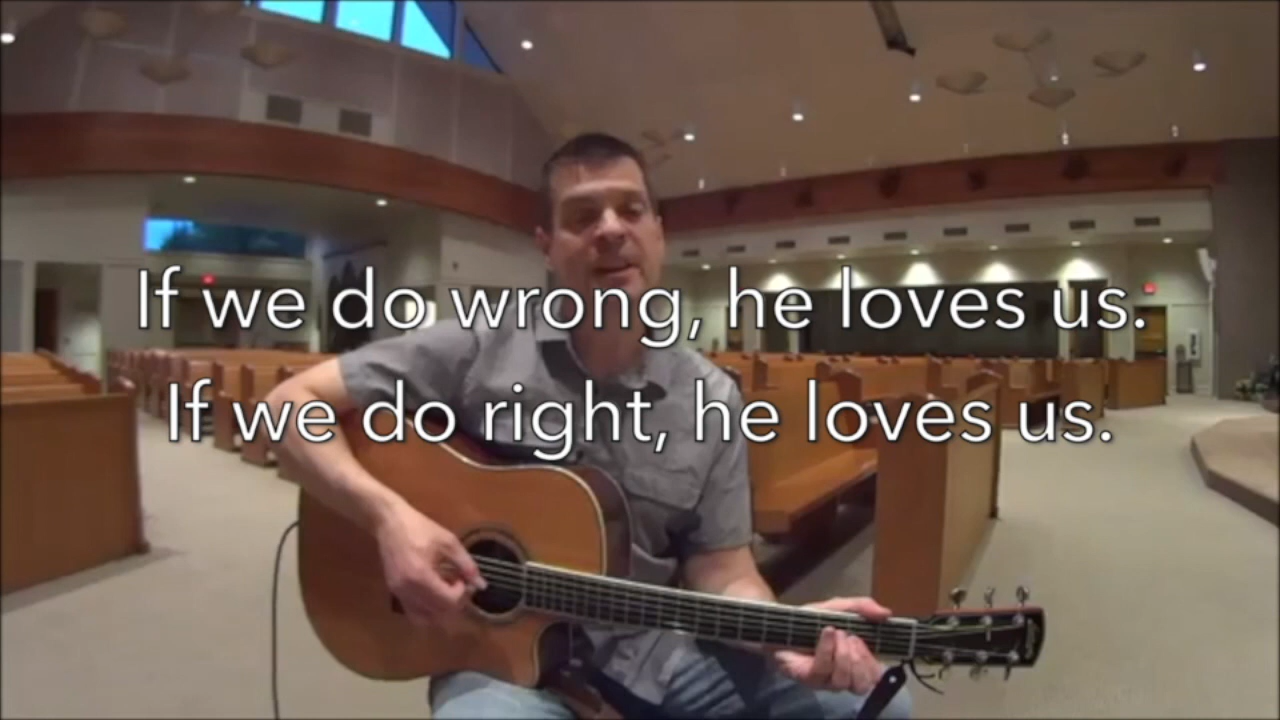 If we do wrong, he loves us.
If we do right, he loves us.